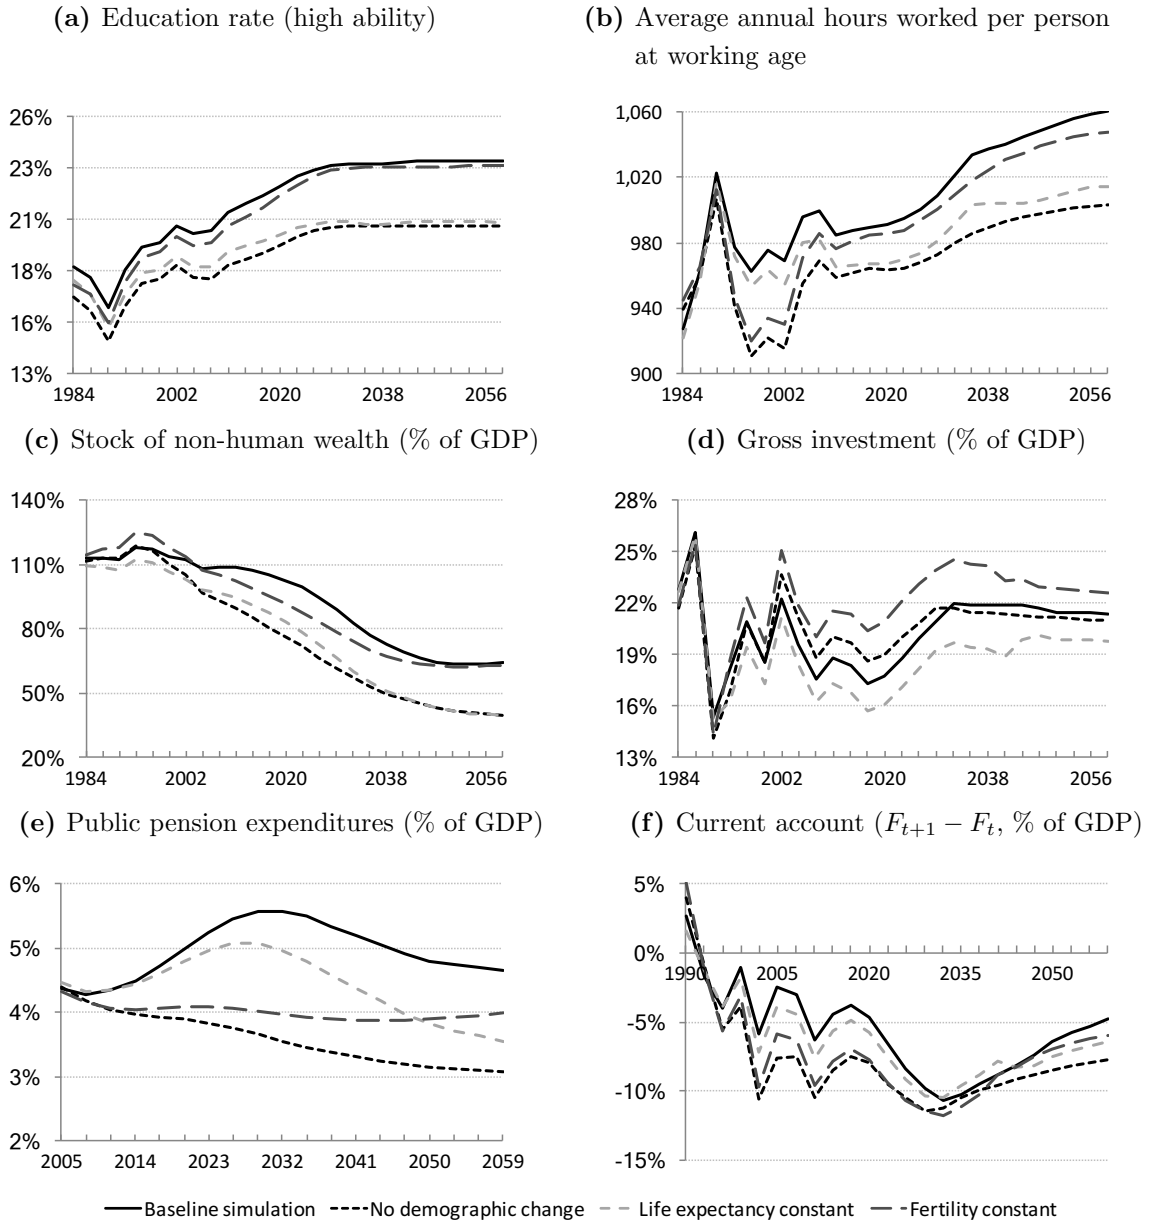 (a) Education rate (high ability)
(b) Average annual hours worked per person
at working age
26%
23%
21%
18%
16%
13%
1984 2002 2020 2038 2056
1,060
1,020
980
940
900
1984 2002 2020 2038 2056
(c) Stock of non-human wealth (% of GDP)
(d) Gross investment (% of GDP)
140%
110%
80%
50%
20%
1984 2002 2020 2038 2056
28%
25%
22%
19%
16%
13%
1984 2002 2020 2038 2056
(e) Public pension expenditures (% of GDP)
(f) Current account (Ft+1 − Ft, % of GDP)
6%
5%
4%
3%
2%
2005 2014 2023 2032 2041 2050 2059
5%
0%
1990 2005 2020 2035 2050
-5%
-10%
-15%
Baseline simulation No demographic change Life expectancy constant Fertility constant